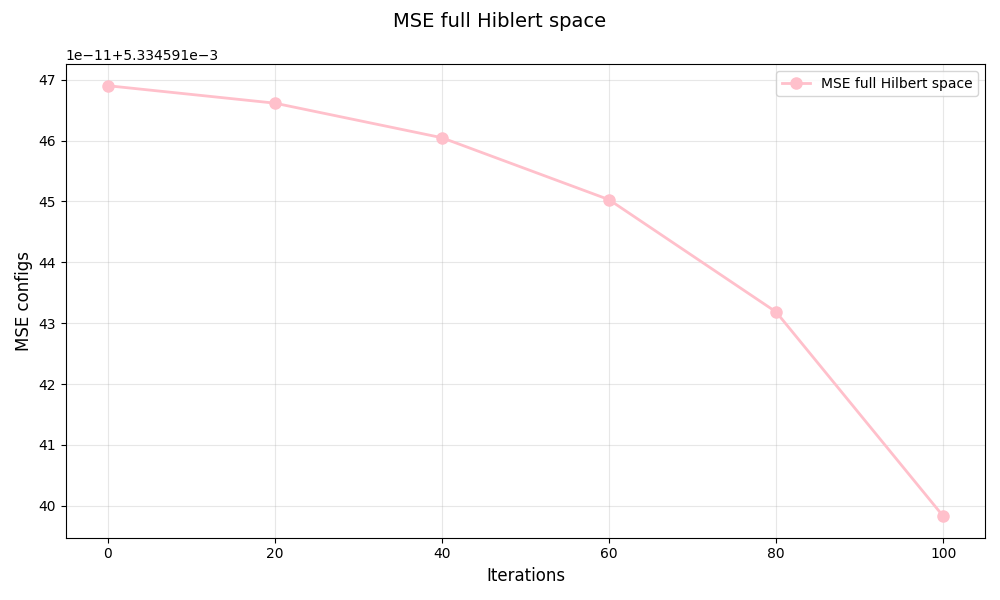 MSE full Hiblert space
1e−11+5.334591e−3
MSE full Hilbert space
47
46
45
44
43
42
41
40
MSE configs
0 20 40 60 80 100
Iterations